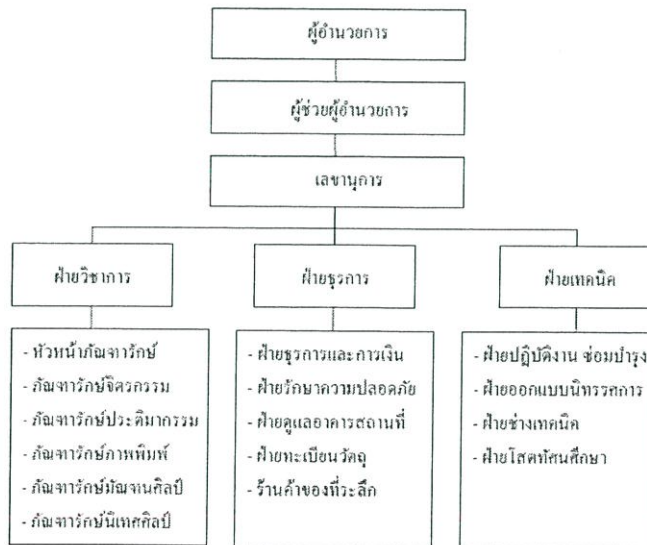 ผู้อำนวยการ
ผู้ช่วยผู้อำนวยการ
เลขานุการ
ฝ่ายวิชาการ
ฝ่ายธุรการ
ฝ่ายเทคนิค
- หัวหน้าภัณฑารักษ์
- ภัณฑารักษ์จิตรกรรม
- ภัณฑารักษ์ประติมากรรม
- ภัณฑารักษ์ภาพพิมพ์
- ภัณฑารักษ์มัณฑนศิลป์
- ภัณฑารักษ์นิเทศศิลป์
- ฝ่ายธุรการและการเงิน
- ฝ่ายรักษาความปลอดภัย
- ฝ่ายดูแลอาคารสถานที่
- ฝ่ายทะเบียนวัตถุ
- ร้านค้าของที่ระลึก
- ฝ่ายปฏิบัติงาน ซ่อมบำรุง
- ฝ่ายออกแบบนิทรรศการ
- ฝ่ายช่างเทคนิค
- ฝ่ายโสตทัศนศึกษา